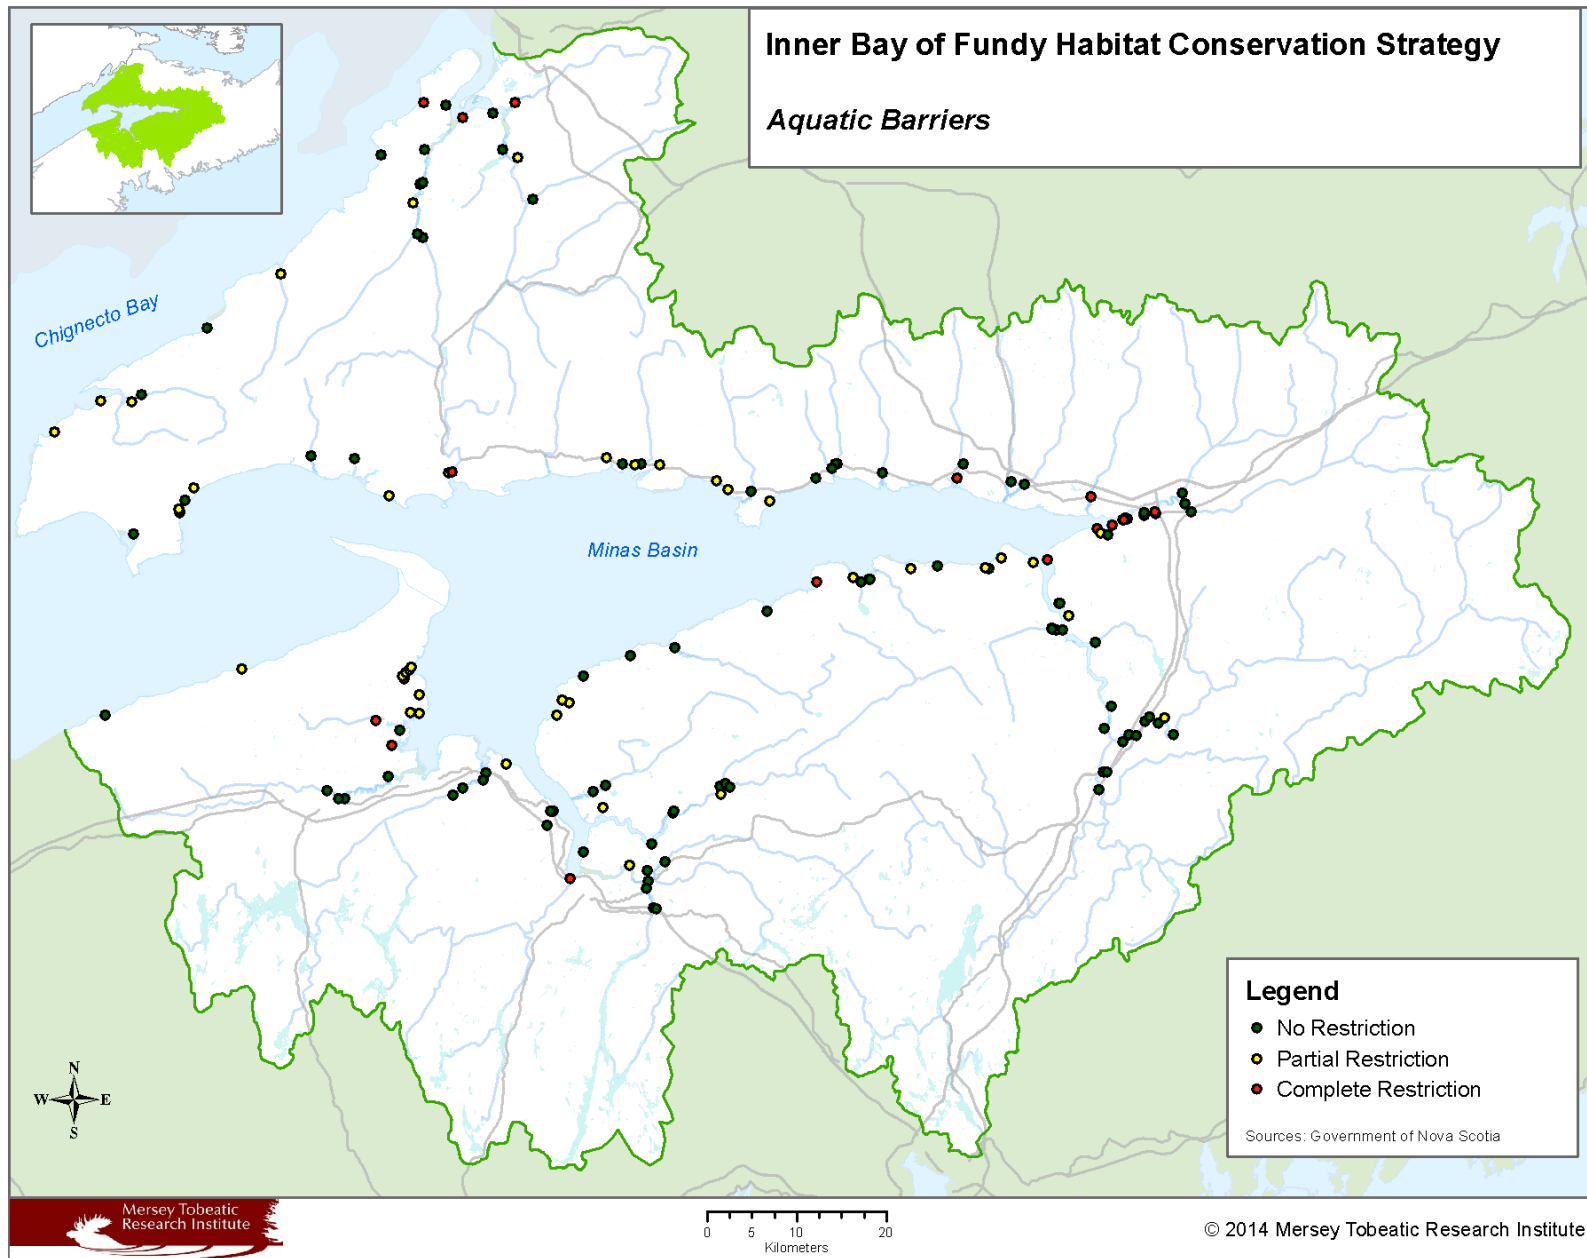 Inner Bay of Fundy Habitat Conservation Strategy
Aquatic Barriers
Chignecto Bay
Minas Basin
Legend
No Restriction
Partial Restriction
Complete Restriction
Sources: Government of Nova Scotia
N
W E
S
Mersey Tobeatic
Research Institute
0 5 10 20
Kilometers
© 2014 Mersey Tobeatic Research Institute